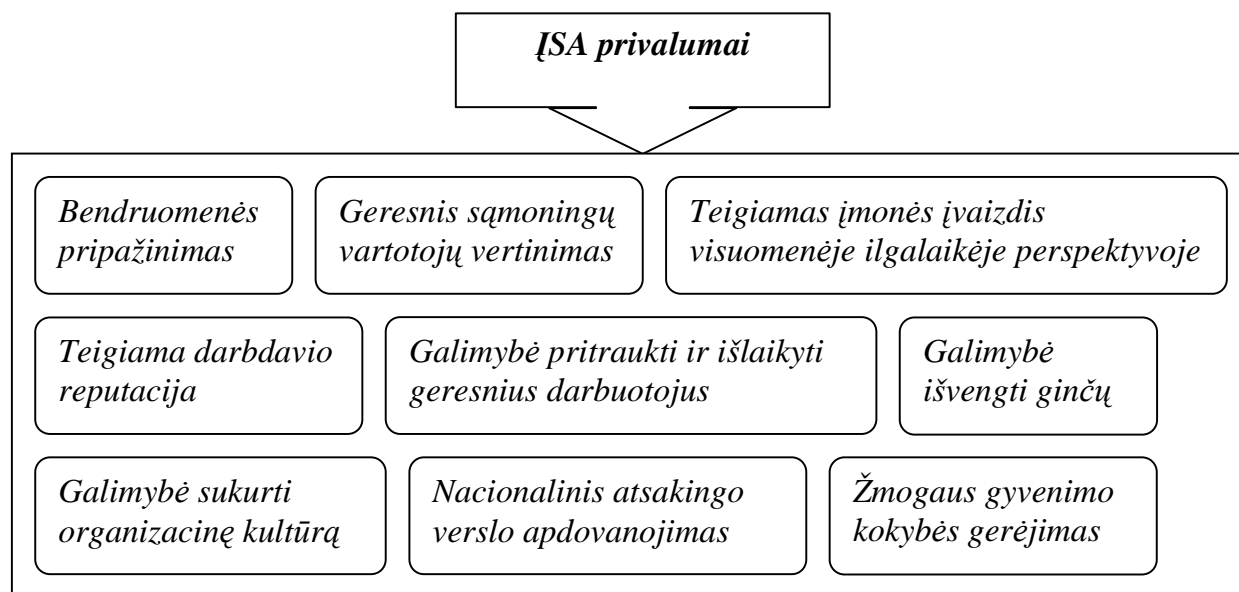 ĮSA privalumai
Bendruomenės
pripažinimas
Geresnis sąmoningų
vartotojų vertinimas
Teigiamas įmonės įvaizdis
visuomenėje ilgalaikėje perspektyvoje
Teigiama darbdavio
reputacija
Galimybė pritraukti ir išlaikyti
geresnius darbuotojus
Galimybė
išvengti ginčų
Galimybė sukurti
organizacinę kultūrą
Nacionalinis atsakingo
verslo apdovanojimas
Žmogaus gyvenimo
kokybės gerėjimas